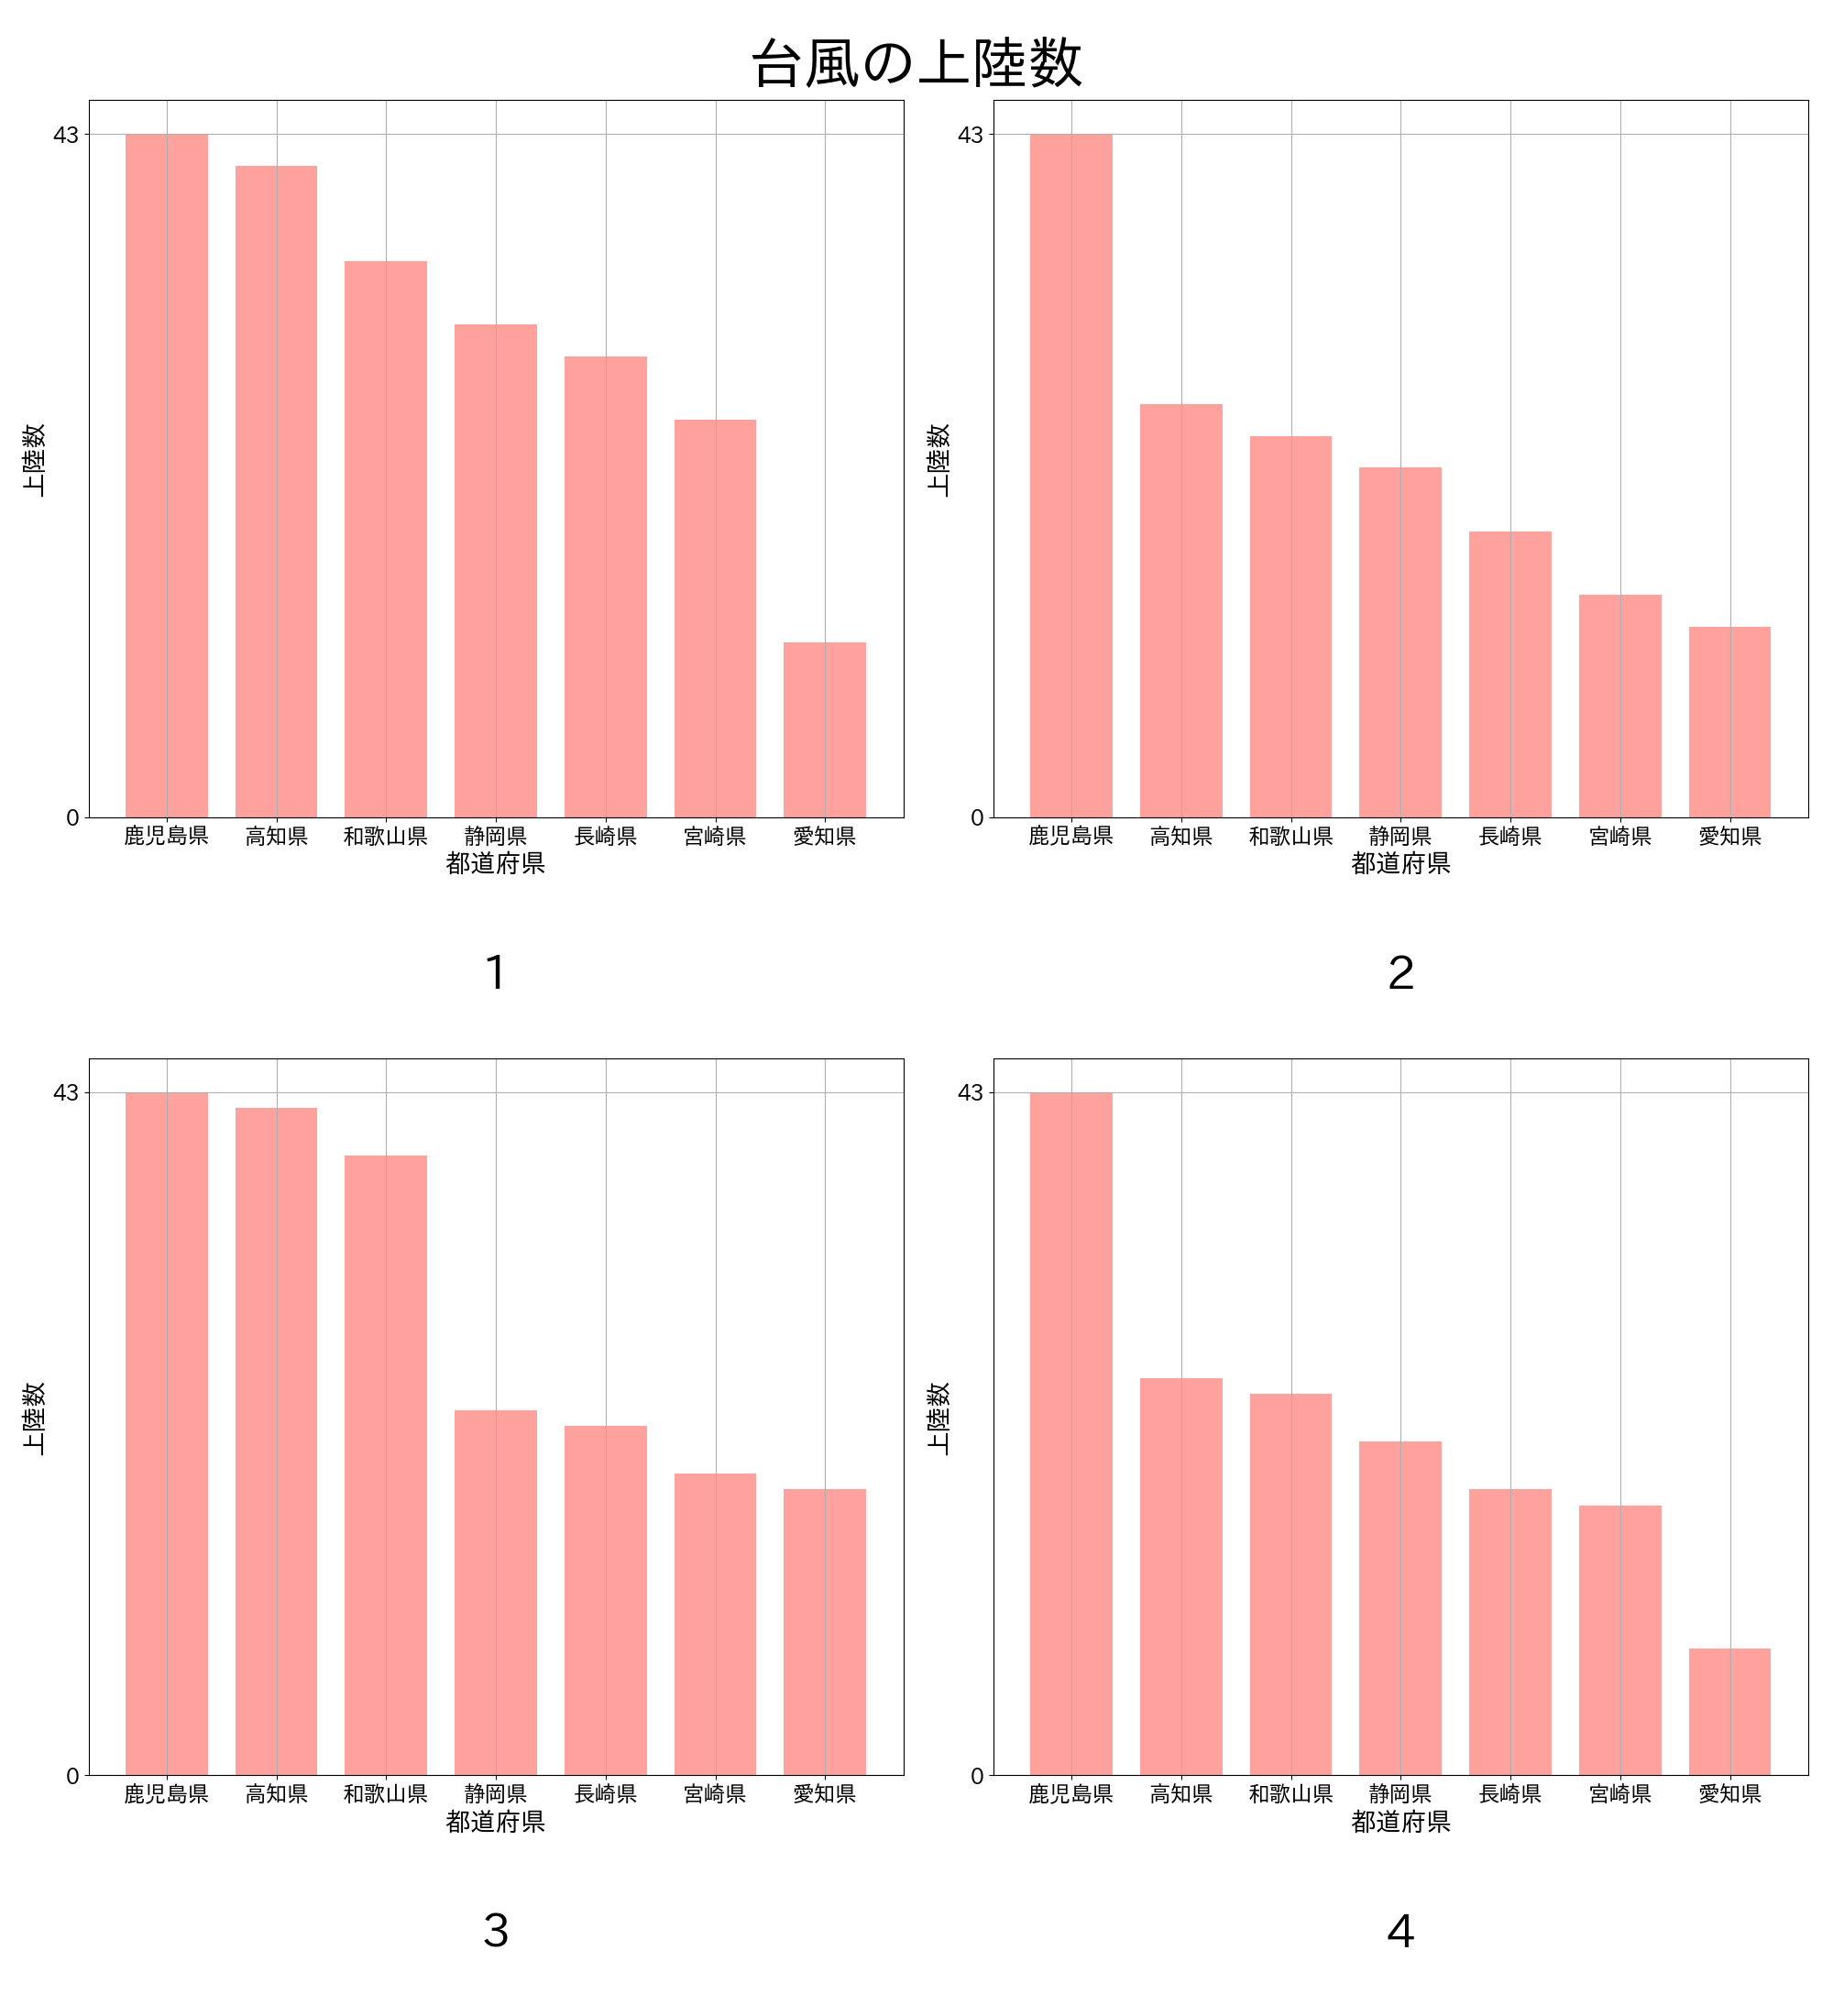 台風の上陸数
43
0
上陸数
鹿児島県 高知県 和歌山県 静岡県 長崎県 宮崎県 愛知県
都道府県
1
43
0
上陸数
鹿児島県 高知県 和歌山県 静岡県 長崎県 宮崎県 愛知県
都道府県
2
43
0
上陸数
鹿児島県 高知県 和歌山県 静岡県 長崎県 宮崎県 愛知県
都道府県
3
43
0
上陸数
鹿児島県 高知県 和歌山県 静岡県 長崎県 宮崎県 愛知県
都道府県
4